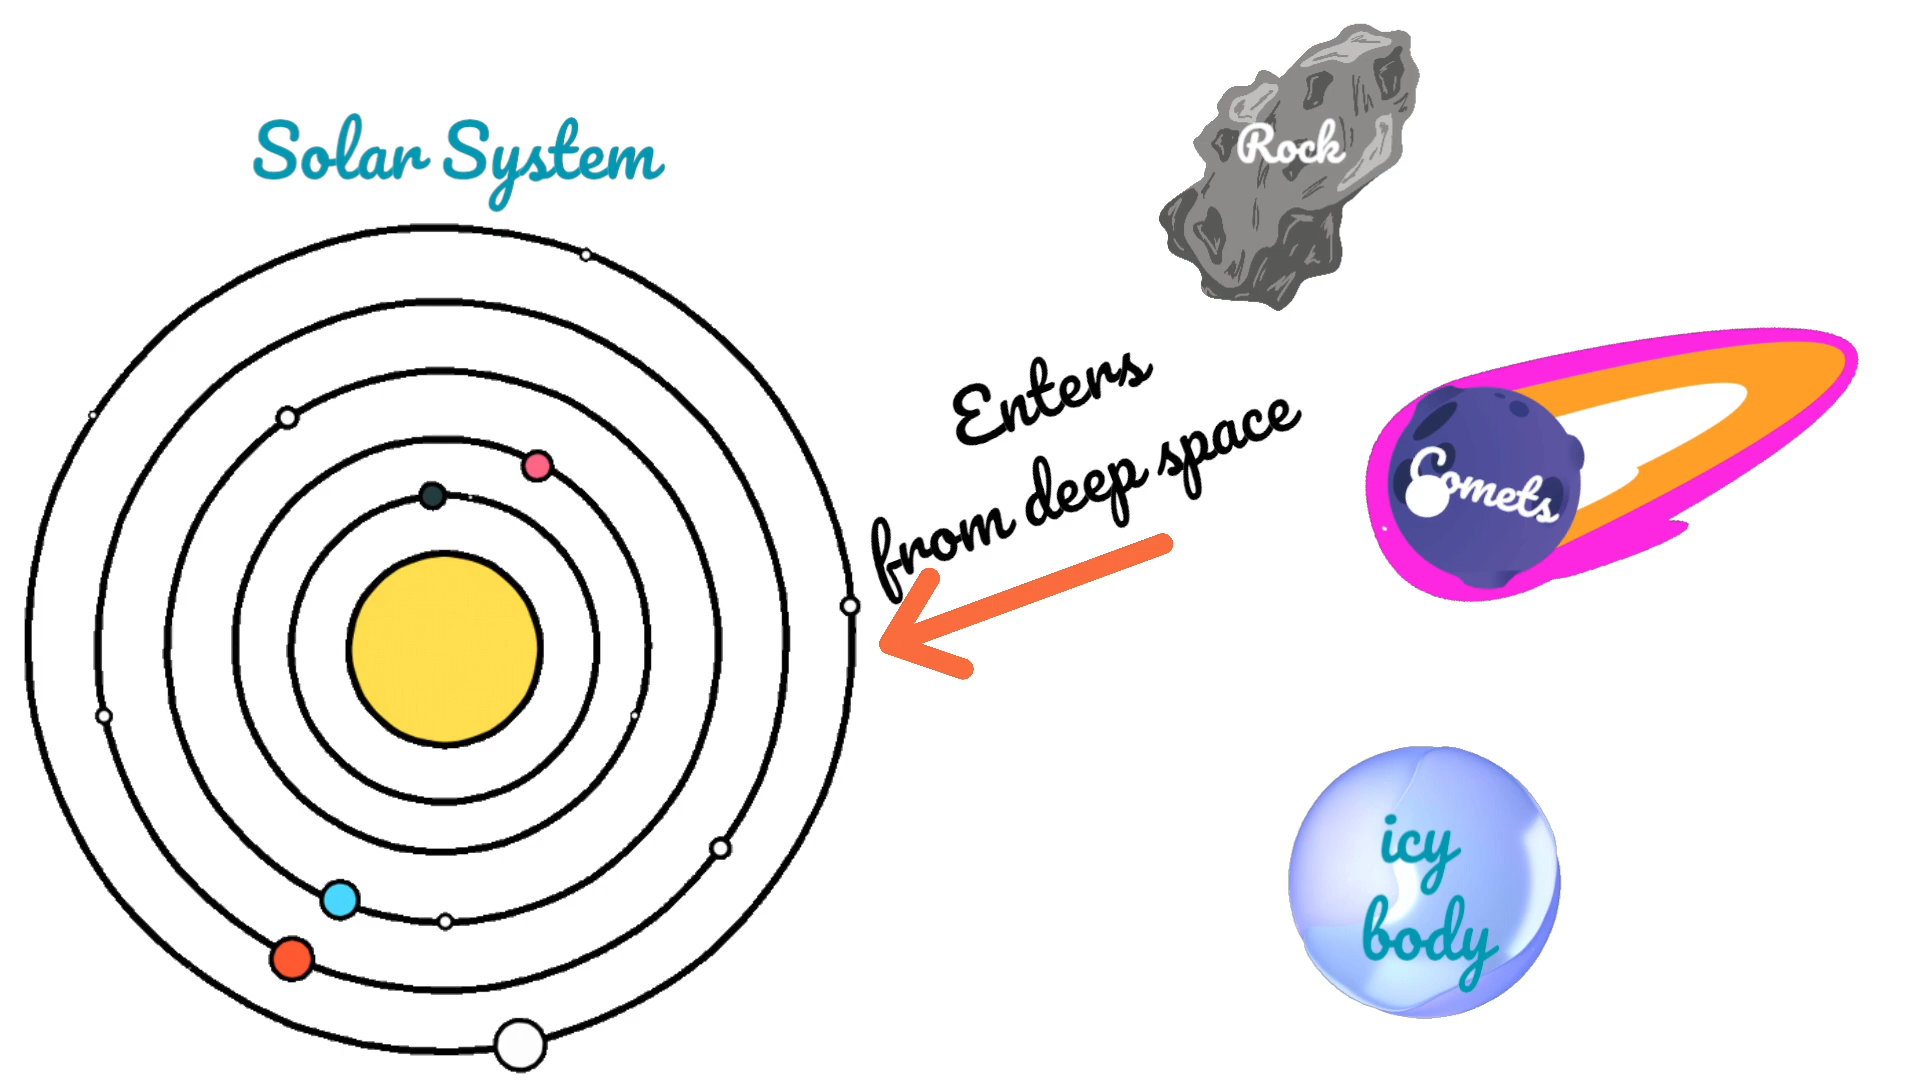 Solar System
Rock
Enters
from deep space
Comets
icy
body